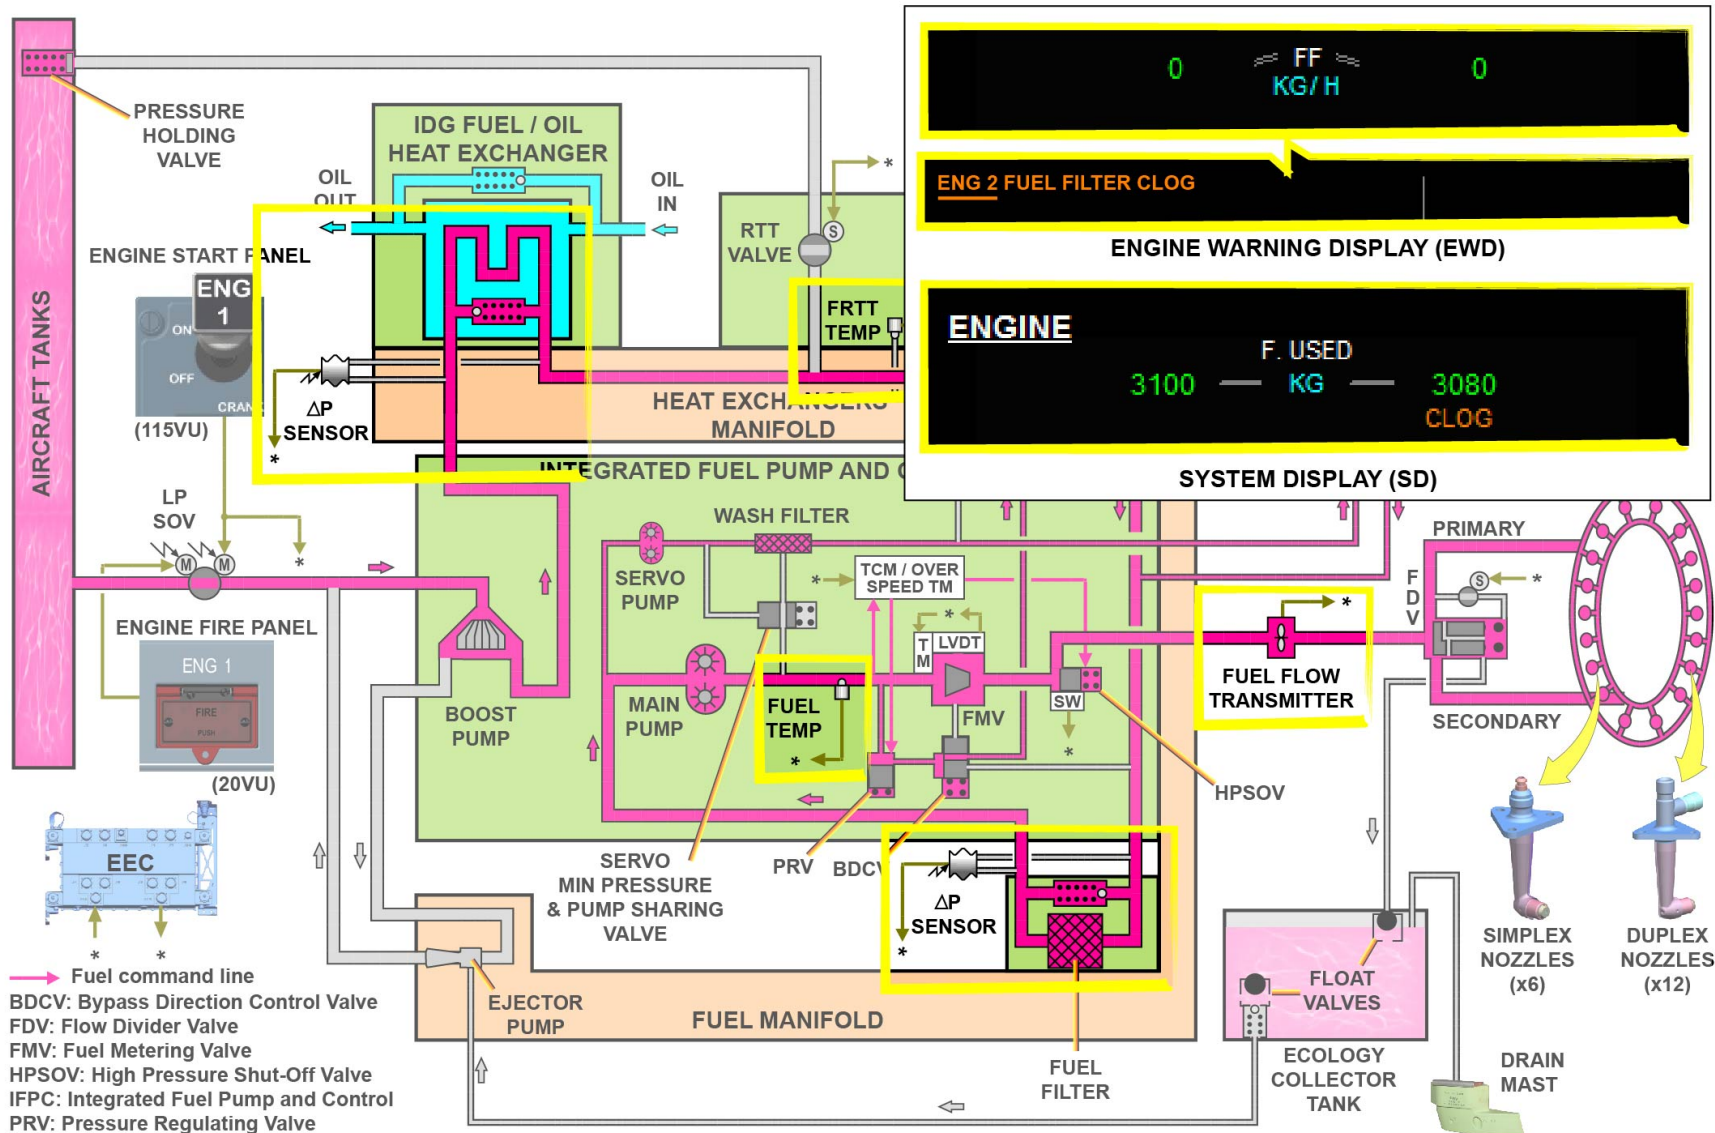 PRESSURE
HOLDING
VALVE
AIRCRAFT TANKS
IDG FUEL / OIL
HEAT EXCHANGER
OIL
OUT
OIL
IN
ENGINE START PANEL
ENG
1
ON
OFF
CRANK
(115VU)
ΔP
SENSOR
*
RTT
VALVE
S
*
FRTT
TEMP
HEAT EXCHANGERS
MANIFOLD
0 FF 0
KG/H
ENG 2 FUEL FILTER CLOG
ENGINE WARNING DISPLAY (EWD)
ENGINE
F. USED
3100 KG 3080
CLOG
SYSTEM DISPLAY (SD)
INTEGRATED FUEL PUMP AND C
LP
SOV
M M
*
ENGINE FIRE PANEL
ENG 1
FIRE
PUSH
(20VU)
BOOST
PUMP
WASH FILTER
SERVO
PUMP
*
TCM / OVER
SPEED TM
*
TM
LVDT
MAIN
PUMP
FUEL
TEMP
*
FMV
SW
*
HPSOV
PRV
BDCV
SERVO
MIN PRESSURE
& PUMP SHARING
VALVE
*
FUEL FLOW
TRANSMITTER
PRIMARY
FDV
S *
SECONDARY
ΔP
SENSOR
*
FUEL
FILTER
EJECTOR
PUMP
FUEL MANIFOLD
FLOAT
VALVES
ECOLOGY
COLLECTOR
TANK
DRAIN
MAST
SIMPLEX
NOZZLES
(x6)
DUPLEX
NOZZLES
(x12)
EEC
* *
Fuel command line
BDCV: Bypass Direction Control Valve
FDV: Flow Divider Valve
FMV: Fuel Metering Valve
HPSOV: High Pressure Shut-Off Valve
IFPC: Integrated Fuel Pump and Control
PRV: Pressure Regulating Valve